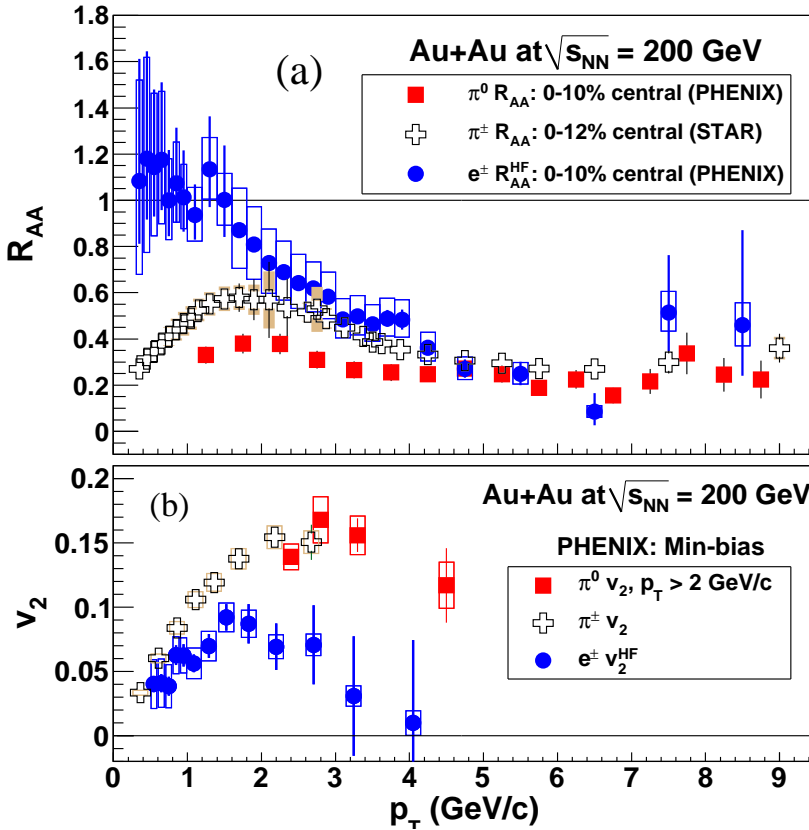 1.8
1.6
1.4
1.2
1
0.8
0.6
0.4
0.2
0
R_AA
(a)
Au+Au at √s_NN = 200 GeV
π⁰ R_AA: 0-10% central (PHENIX)
π± R_AA: 0-12% central (STAR)
e± R_AA^HF: 0-10% central (PHENIX)
0.2
0.15
0.1
0.05
0
v₂
(b)
Au+Au at √s_NN = 200 GeV
PHENIX: Min-bias
π⁰ v₂, p_T > 2 GeV/c
π± v₂
e± v₂^HF
0 1 2 3 4 5 6 7 8 9
p_T (GeV/c)